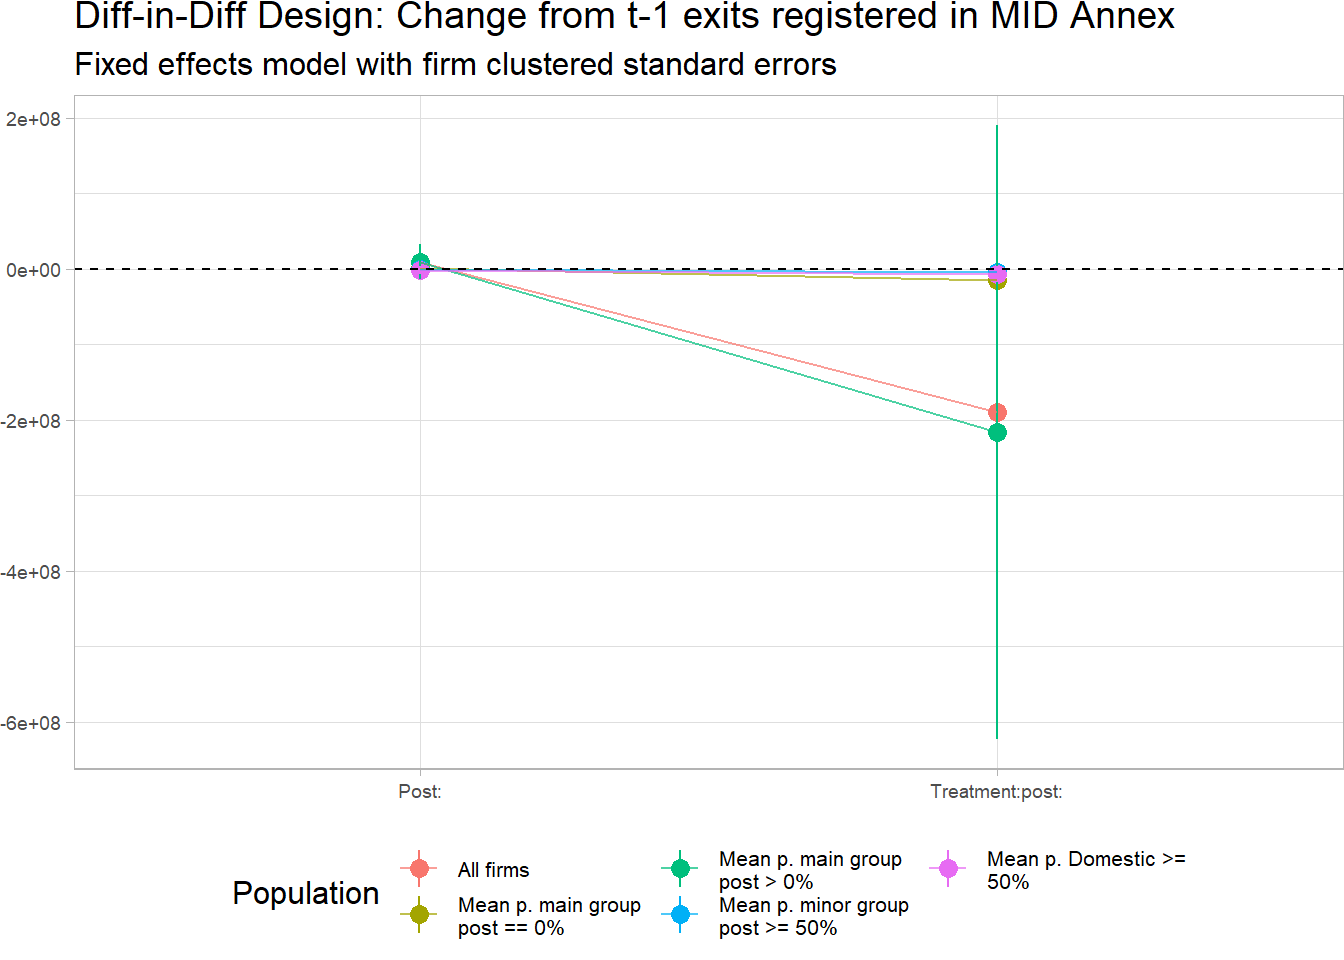 Diff-in-Diff Design: Change from t-1 exits registered in MID Annex
Fixed effects model with firm clustered standard errors
2e+08
0e+00
-2e+08
-4e+08
-6e+08
Post:
Treatment:post:
Population
All firms
Mean p. main group
post == 0%
Mean p. main group
post > 0%
Mean p. minor group
post >= 50%
Mean p. Domestic >=
50%